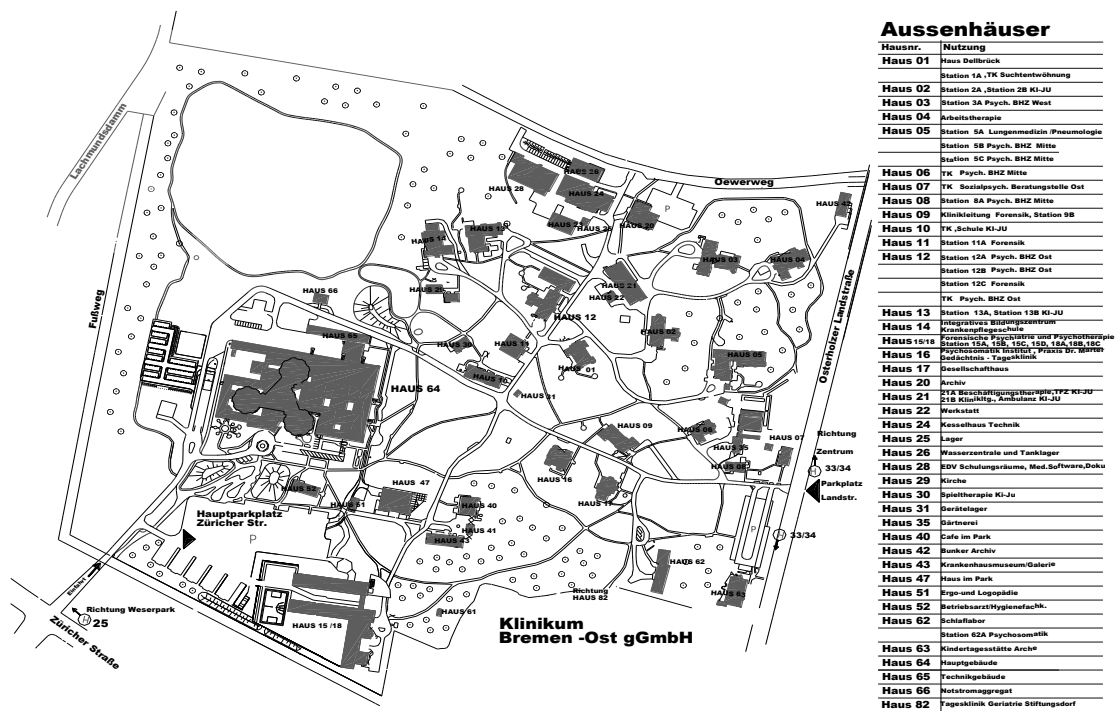 Lachmundsdamm
Fußweg
Oewerweg
Osterholzer Landstraße
HAUS 28
HAUS 26
HAUS 24
HAUS 20
P
HAUS 42
HAUS 14
HAUS 03
HAUS 04
HAUS 66
HAUS 21
HAUS 22
HAUS 12
HAUS 65
HAUS 30
HAUS 11
HAUS 02
HAUS 05
HAUS 10
HAUS 01
HAUS 64
HAUS 31
HAUS 09
HAUS 06
HAUS 07
HAUS 35
Richtung
Zentrum
H 33/34
Parkplatz
Landstr.
HAUS 16
HAUS 17
HAUS 52
HAUS 47
HAUS 51
HAUS 40
HAUS 41
HAUS 43
Hauptparkplatz
Züricher Str.
P
P
H 33/34
HAUS 62
HAUS 63
Richtung
HAUS 82
Einfahrt
Richtung Weserpark
H 25
Züricher Straße
HAUS 15 /18
HAUS 61
Klinikum
Bremen -Ost gGmbH
Aussenhäuser
Hausnr. Nutzung
Haus 01 Haus Dellbrück
Station 1A ,TK Suchtentwöhnung
Haus 02 Station 2A ,Station 2B KI-JU
Haus 03 Station 3A Psych. BHZ West
Haus 04 Arbeitstherapie
Haus 05 Station 5A Lungenmedizin /Pneumologie
Station 5B Psych. BHZ Mitte
Station 5C Psych. BHZ Mitte
Haus 06 TK Psych. BHZ Mitte
Haus 07 TK Sozialpsych. Beratungstelle Ost
Haus 08 Station 8A Psych. BHZ Mitte
Haus 09 Klinikleitung Forensik, Station 9B
Haus 10 TK ,Schule KI-JU
Haus 11 Station 11A Forensik
Haus 12 Station 12A Psych. BHZ Ost
Station 12B Psych. BHZ Ost
Station 12C Forensik
TK Psych. BHZ Ost
Haus 13 Station 13A, Station 13B KI-JU
Haus 14 Integratives Bildungszentrum
Krankenpflegeschule
Haus 15/18 Forensische Psychiatrie und Psychotherapie
Station 15A, 15B, 15C, 15D, 18A,18B,18C
Haus 16 Psychosomatik Institut , Praxis Dr. Marter
Gedächtnis - Tagesklinik
Haus 17 Gesellschafthaus
Haus 20 Archiv
Haus 21 21A Beschäftigungstherapie,TPZ KI-JU
21B Klinikltg., Ambulanz KI-JU
Haus 22 Werkstatt
Haus 24 Kesselhaus Technik
Haus 25 Lager
Haus 26 Wasserzentrale und Tanklager
Haus 28 EDV Schulungsräume, Med.Software,Doku
Haus 29 Kirche
Haus 30 Spieltherapie Ki-Ju
Haus 31 Gerätelager
Haus 35 Gärtnerei
Haus 40 Cafe im Park
Haus 42 Bunker Archiv
Haus 43 Krankenhausmuseum/Galerie
Haus 47 Haus im Park
Haus 51 Ergo-und Logopädie
Haus 52 Betriebsarzt/Hygienefachk.
Haus 62 Schlaflabor
Station 62A Psychosomatik
Haus 63 Kindertagesstätte Arche
Haus 64 Hauptgebäude
Haus 65 Technikgebäude
Haus 66 Notstromaggregat
Haus 82 Tagesklinik Geriatrie Stiftungsdorf